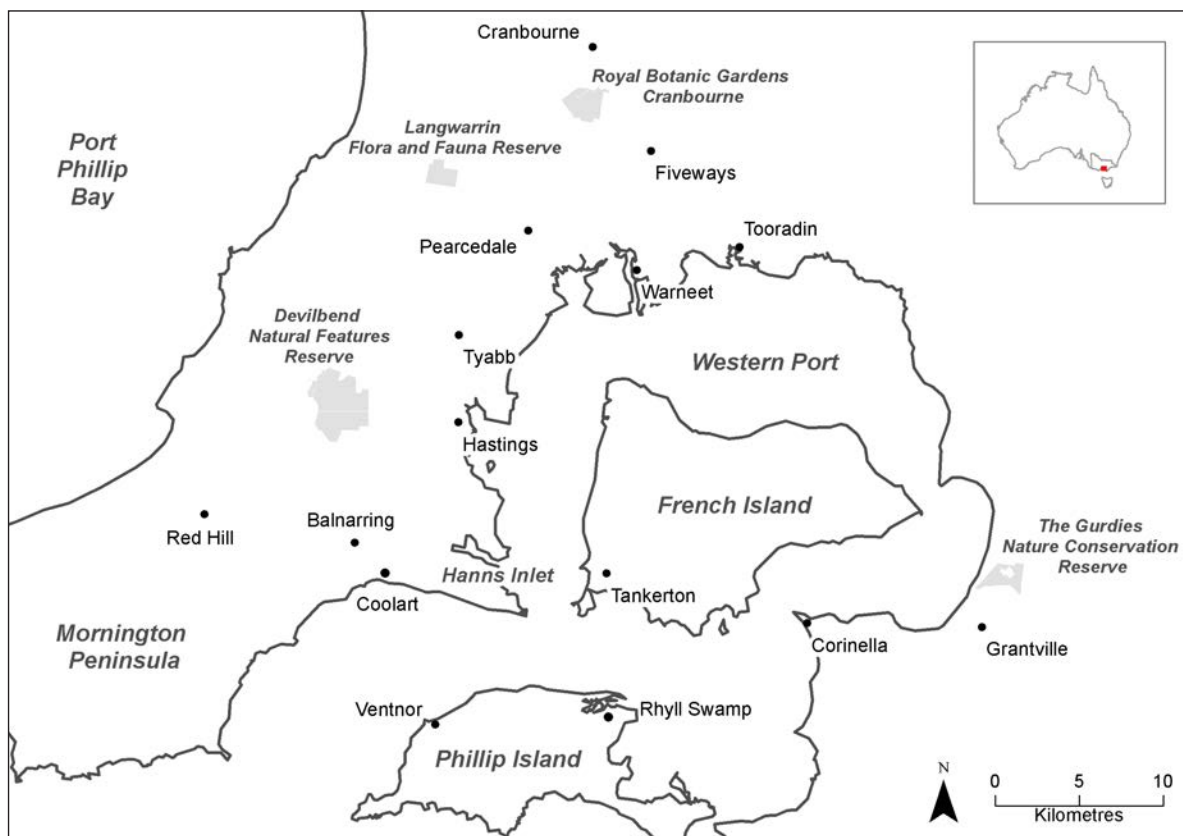 Cranbourne
Royal Botanic Gardens
Cranbourne
Langwarrin
Flora and Fauna Reserve
Port
Phillip
Bay
Fiveways
Pearcedale
Tooradin
Warneet
Devilbend
Natural Features
Reserve
Tyabb
Western Port
Hastings
French Island
Red Hill
Balnarring
The Gurdies
Nature Conservation
Reserve
Hanns Inlet
Coolart
Tankerton
Mornington
Peninsula
Corinella
Grantville
Ventnor
Rhyll Swamp
Phillip Island
N
0 5 10
Kilometres